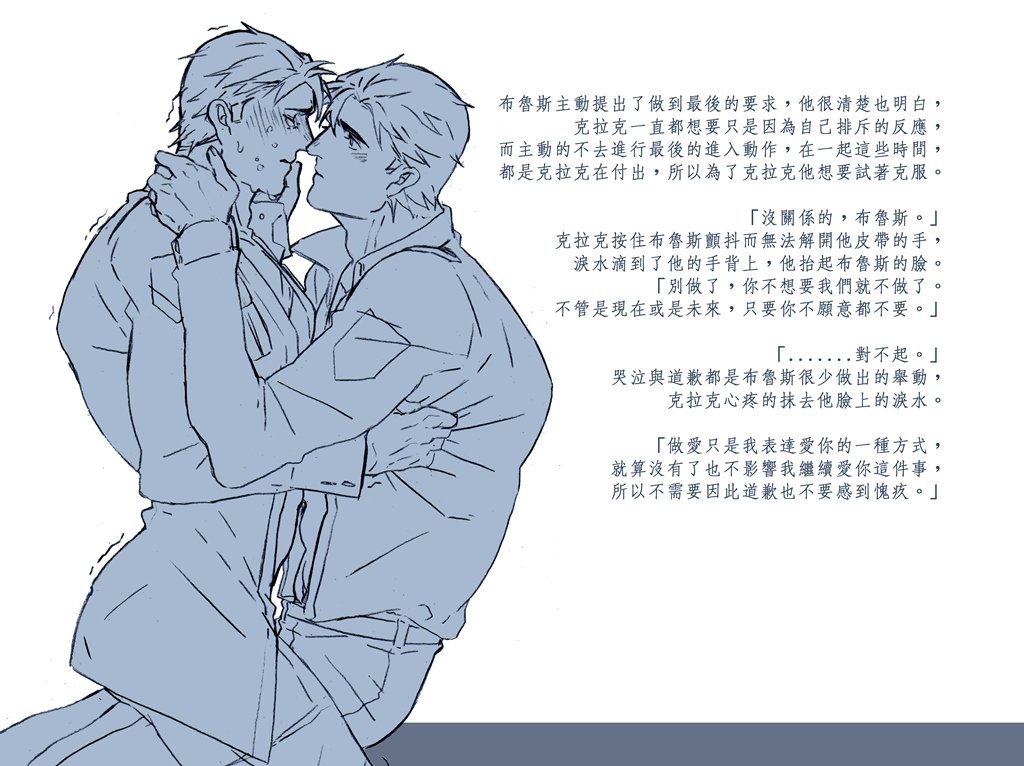 布魯斯主動提出了做到最後的要求，他很清楚也明白，
克拉克一直都想要只是因為自己排斥的反應，
而主動的不去進行最後的進入動作，在一起這些時間，
都是克拉克在付出，所以為了克拉克他想要試著克服。
「沒關係的，布魯斯。」
克拉克按住布魯斯顫抖而無法解開他皮帶的手，
淚水滴到了他的手背上，他抬起布魯斯的臉。
「別做了，你不想要我們就不做了。
不管是現在或是未來，只要你不願意都不要。」
「.......對不起。」
哭泣與道歉都是布魯斯很少做出的舉動，
克拉克心疼的抹去他臉上的淚水。
「做愛只是我表達愛你的一種方式，
就算沒有了也不影響我繼續愛你這件事，
所以不需要因此道歉也不要感到愧疚。」